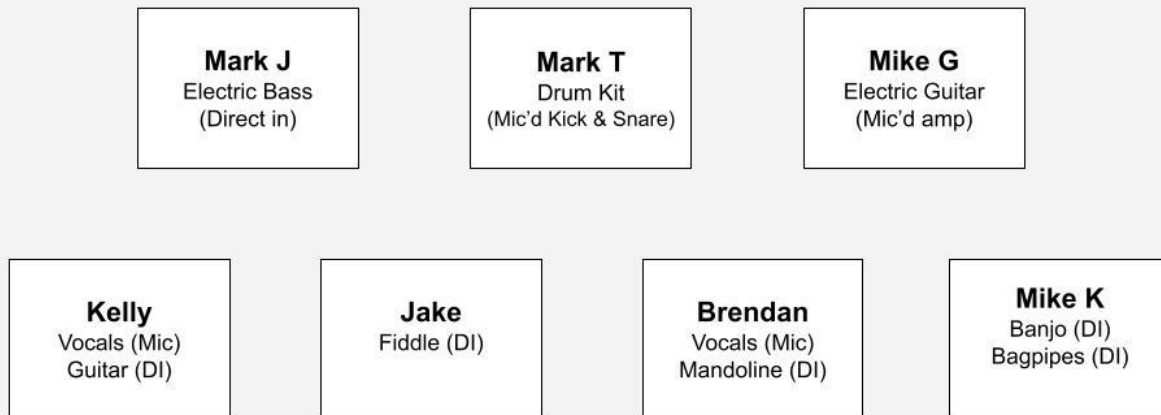 Mark J
Electric Bass
(Direct in)
Mark T
Drum Kit
(Mic'd Kick & Snare)
Mike G
Electric Guitar
(Mic'd amp)
Kelly
Vocals (Mic)
Guitar (DI)
Jake
Fiddle (DI)
Brendan
Vocals (Mic)
Mandoline (DI)
Mike K
Banjo (DI)
Bagpipes (DI)